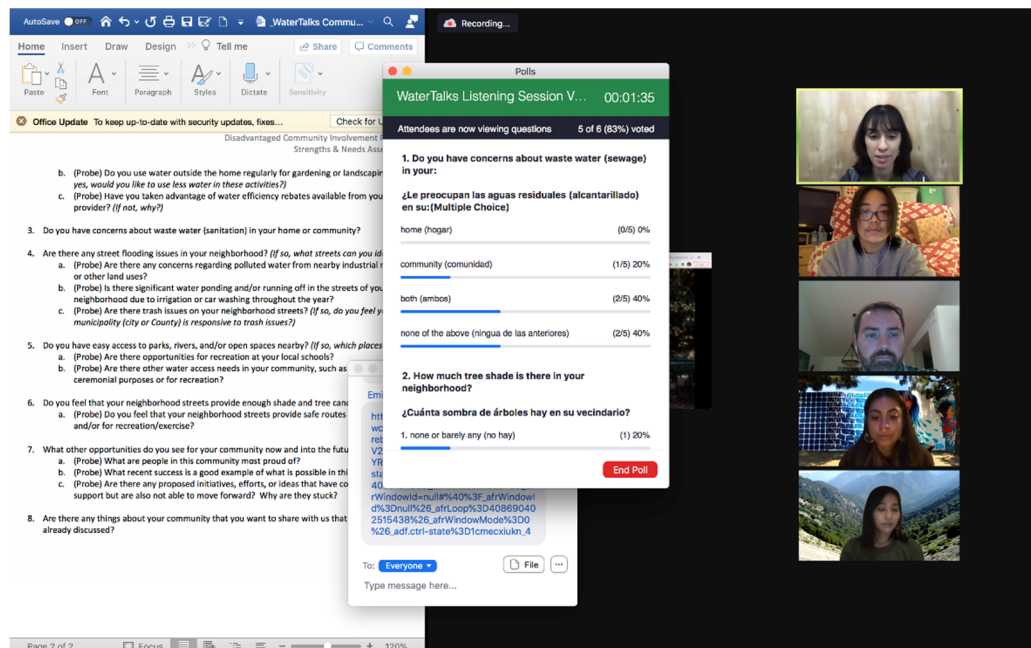 AutoSave OFF
_WaterTalks Commu...
Home Insert Draw Design Tell me
Share Comments
Paste Font Paragraph Styles Dictate Sensitivity
Office Update To keep up-to-date with security updates, fixes... Check for U
Disadvantaged Community Involvement
Strengths & Needs Asse
b. (Probe) Do you use water outside the home regularly for gardening or landscapin
yes, would you like to use less water in these activities?)
c. (Probe) Have you taken advantage of water efficiency rebates available from you
provider? (If not, why?)
3. Do you have concerns about waste water (sanitation) in your home or community?
4. Are there any street flooding issues in your neighborhood? (If so, what streets can you id
a. (Probe) Are there any concerns regarding polluted water from nearby industrial
or other land uses?
b. (Probe) Is there significant water ponding and/or running off in the streets of you
neighborhood due to irrigation or car washing throughout the year?
c. (Probe) Are there trash issues on your neighborhood streets? (If so, do you feel y
municipality (city or County) is responsive to trash issues?)
5. Do you have easy access to parks, rivers, and/or open spaces nearby? (If so, which places
a. (Probe) Are there opportunities for recreation at your local schools?
b. (Probe) Are there other water access needs in your community, such as
ceremonial purposes or for recreation?
6. Do you feel that your neighborhood streets provide enough shade and tree cano
a. (Probe) Do you feel that your neighborhood streets provide safe routes
and/or for recreation/exercise?
7. What other opportunities do you see for your community now and into the futu
a. (Probe) What are people in this community most proud of?
b. (Probe) What recent success is a good example of what is possible in thi
c. (Probe) Are there any proposed initiatives, efforts, or ideas that have co
support but are also not able to move forward? Why are they stuck?
8. Are there any things about your community that you want to share with us that
already discussed?
Page 2 of 2 Focus 120%
Recording...
Polls
WaterTalks Listening Session V... 00:01:35
Attendees are now viewing questions 5 of 6 (83%) voted
1. Do you have concerns about waste water (sewage)
in your:
¿Le preocupan las aguas residuales (alcantarillado)
en su:(Multiple Choice)
home (hogar) (0/5) 0%
community (comunidad) (1/5) 20%
both (ambos) (2/5) 40%
none of the above (ningua de las anteriores) (2/5) 40%
2. How much tree shade is there in your
neighborhood?
¿Cuánta sombra de árboles hay en su vecindario?
1. none or barely any (no hay) (1) 20%
End Poll
Emi
htt
wc
reb
V2
YR
sta
40
rWindowId=null#%40%3F_afrWindowI
d%3Dnull%26_afrLoop%3D40869040
2515438%26_afrWindowMode%3D0
%26_adf.ctrl-state%3D1cmecxiukn_4
To: Everyone File ...
Type message here...